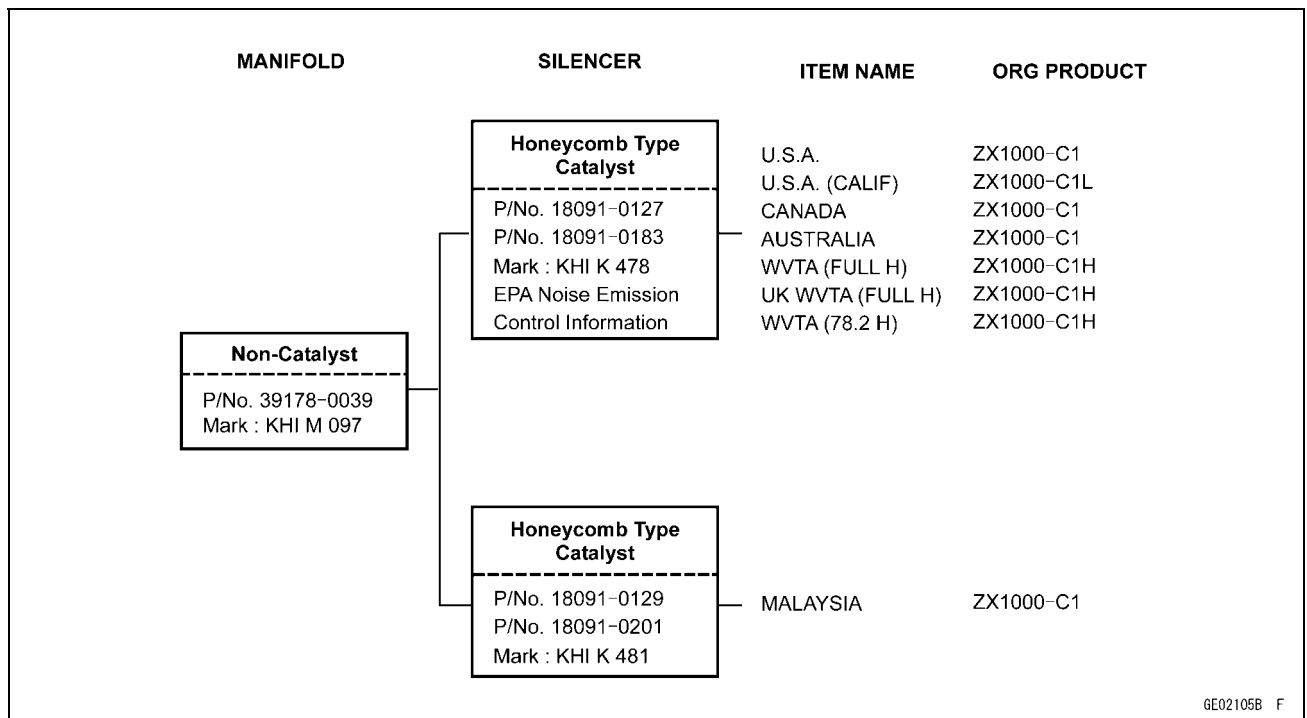 MANIFOLD SILENCER ITEM NAME ORG PRODUCT
Honeycomb Type
Catalyst
P/No. 18091-0127
P/No. 18091-0183
Mark : KHI K 478
EPA Noise Emission
Control Information
U.S.A. ZX1000-C1
U.S.A. (CALIF) ZX1000-C1L
CANADA ZX1000-C1
AUSTRALIA ZX1000-C1
WVTA (FULL H) ZX1000-C1H
UK WVTA (FULL H) ZX1000-C1H
WVTA (78.2 H) ZX1000-C1H
Non-Catalyst
P/No. 39178-0039
Mark : KHI M 097
Honeycomb Type
Catalyst
P/No. 18091-0129
P/No. 18091-0201
Mark : KHI K 481
MALAYSIA ZX1000-C1
GE02105B F